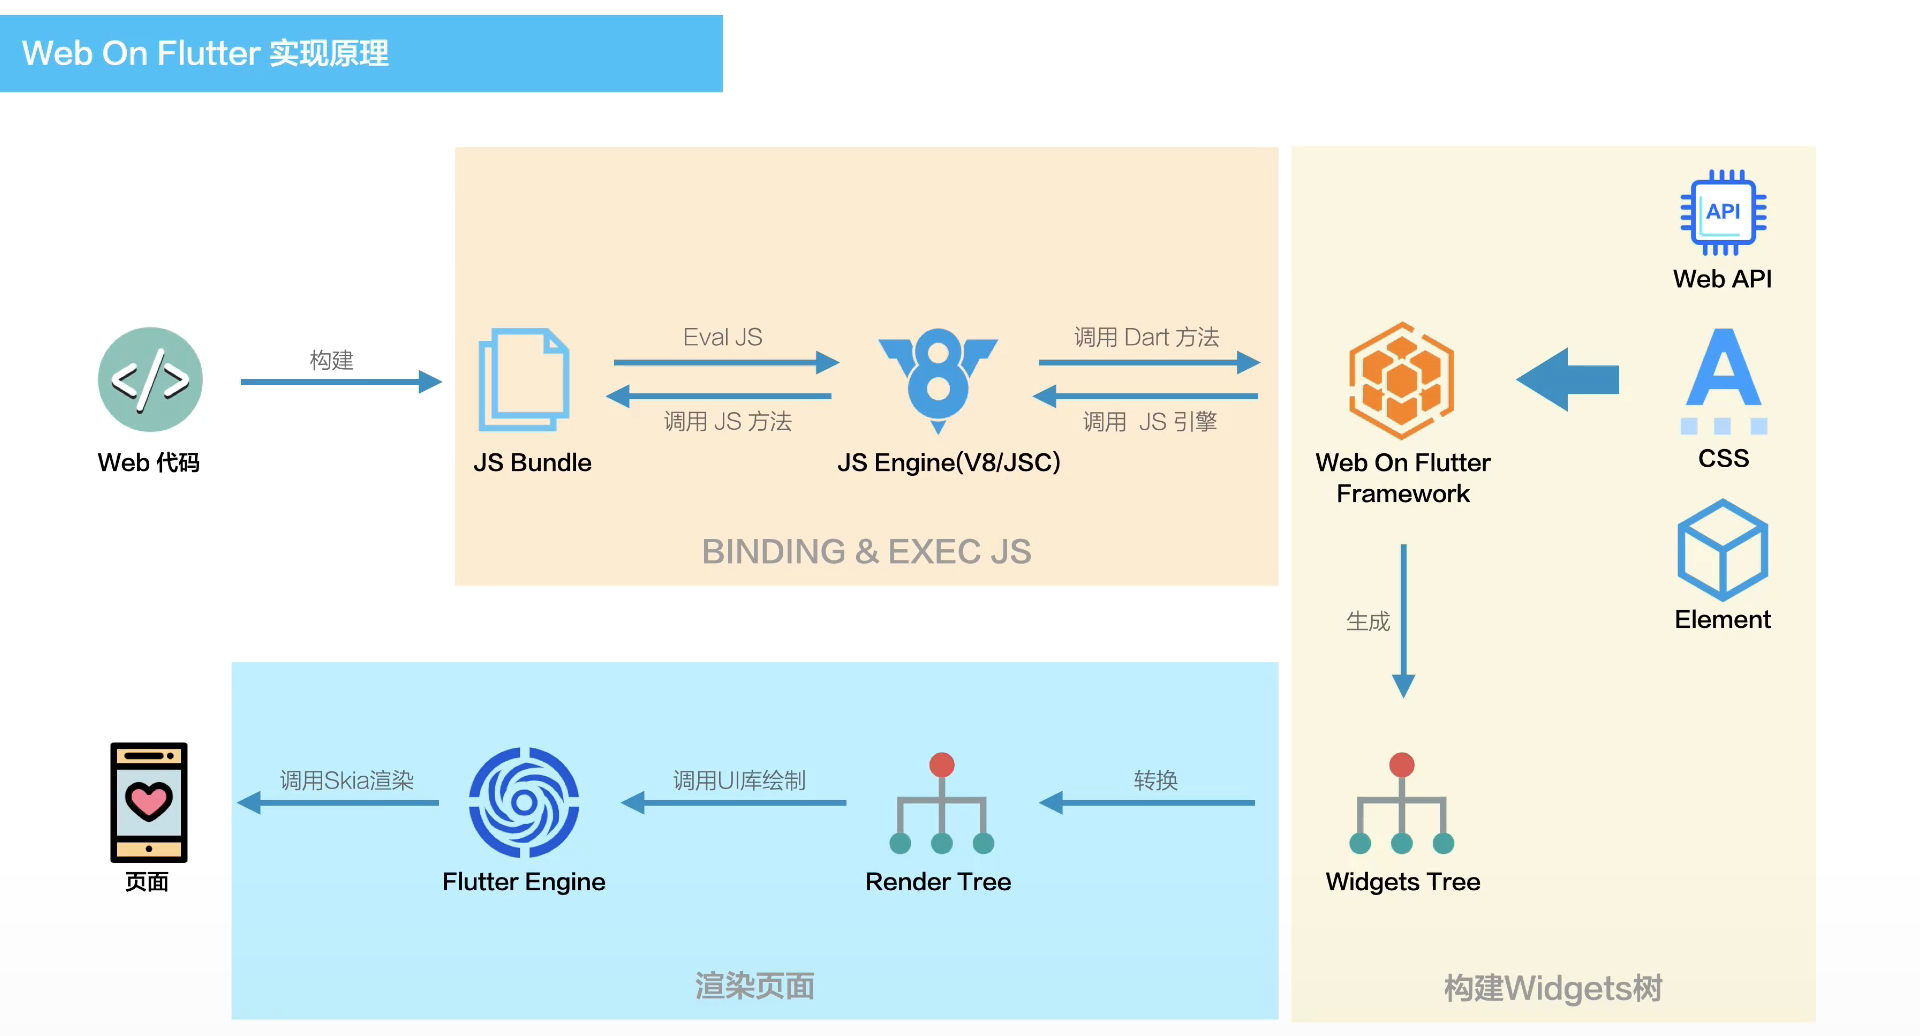 Web On Flutter 实现原理
API
Web API
构建
Eval JS
调用 JS 方法
调用 Dart 方法
调用 JS 引擎
Web 代码
JS Bundle
JS Engine(V8/JSC)
Web On Flutter
Framework
CSS
BINDING & EXEC JS
Element
生成
调用Skia渲染
调用UI库绘制
转换
页面
Flutter Engine
Render Tree
Widgets Tree
渲染页面
构建Widgets树